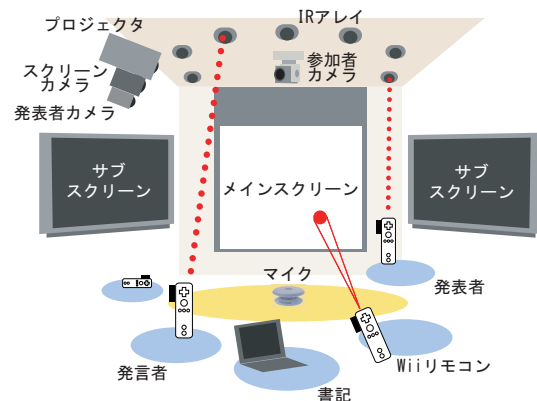 プロジェクタ
IRアレイ
スクリーン
カメラ
参加者
カメラ
発表者カメラ
サブ
スクリーン
メインスクリーン
サブ
スクリーン
マイク
発表者
発言者
Wiiリモコン
書記